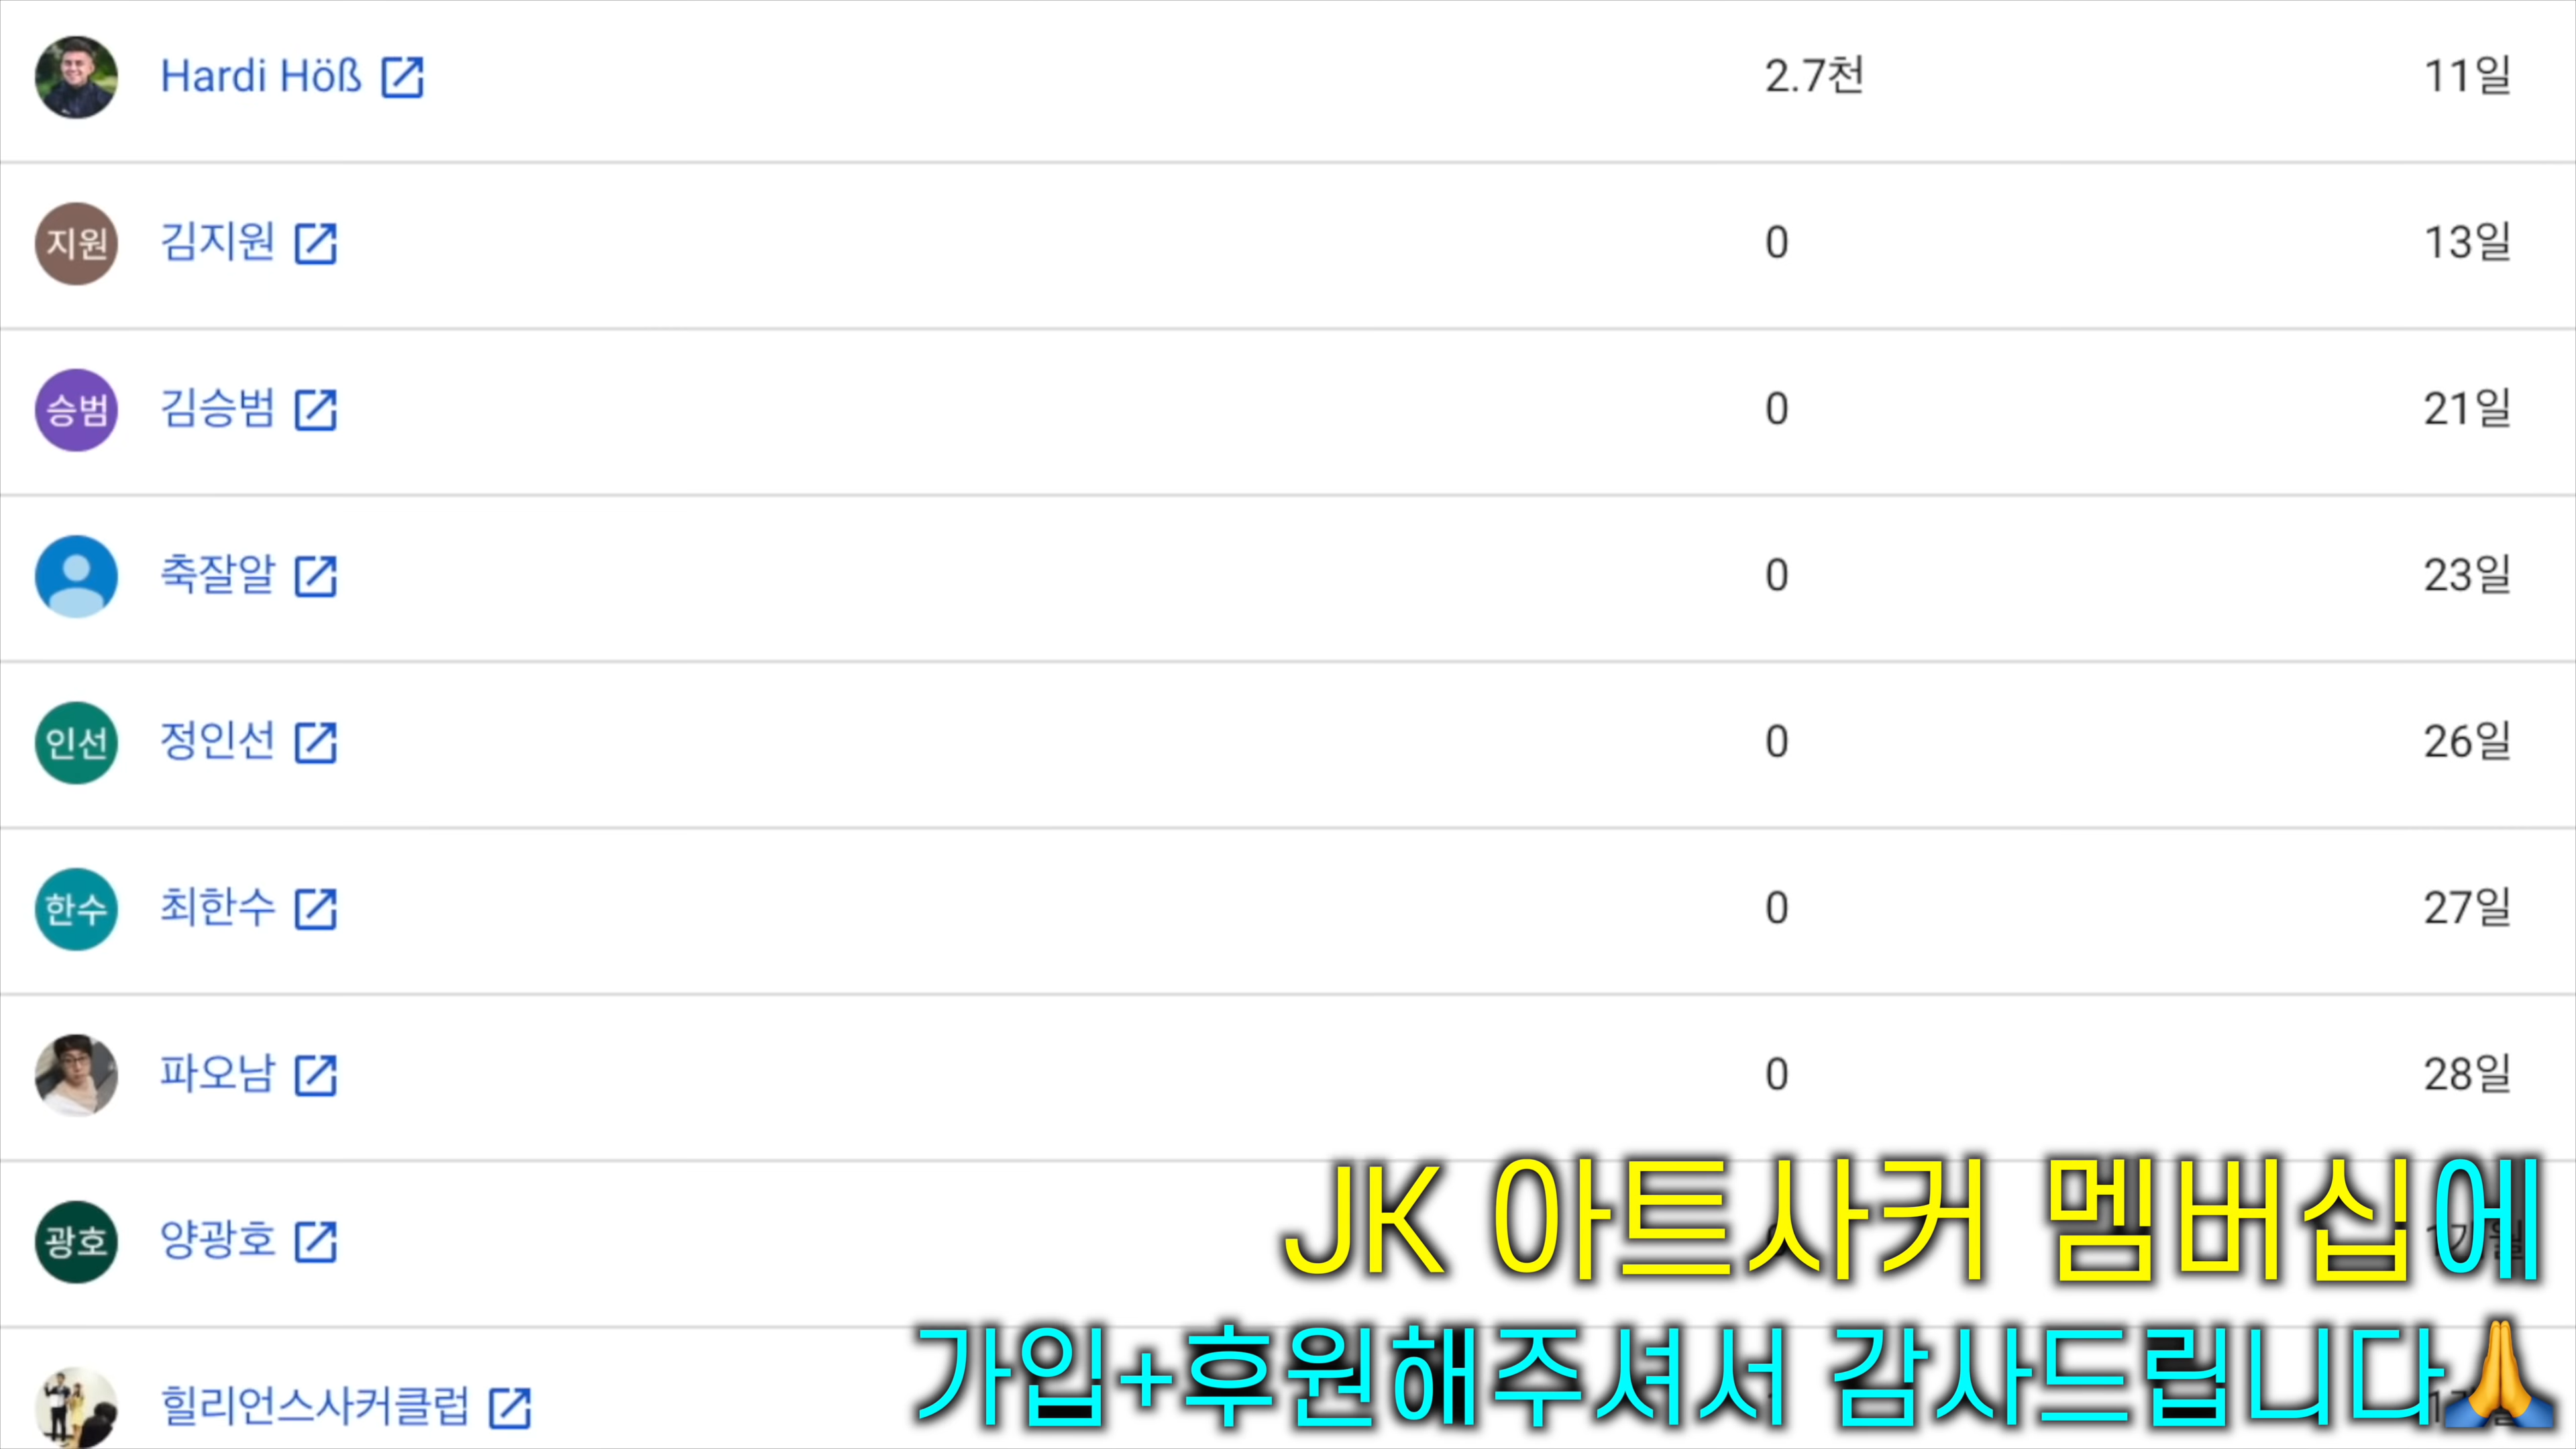 Hardi Höß 2.7천 11일
지원 김지원 0 13일
승범 김승범 0 21일
축잘알 0 23일
인선 정인선 0 26일
한수 최한수 0 27일
파오남 0 28일
광호 양광호
JK 아트사커 멤버십에
힐리언스사커클럽
가입+후원해주셔서 감사드립니다🙏